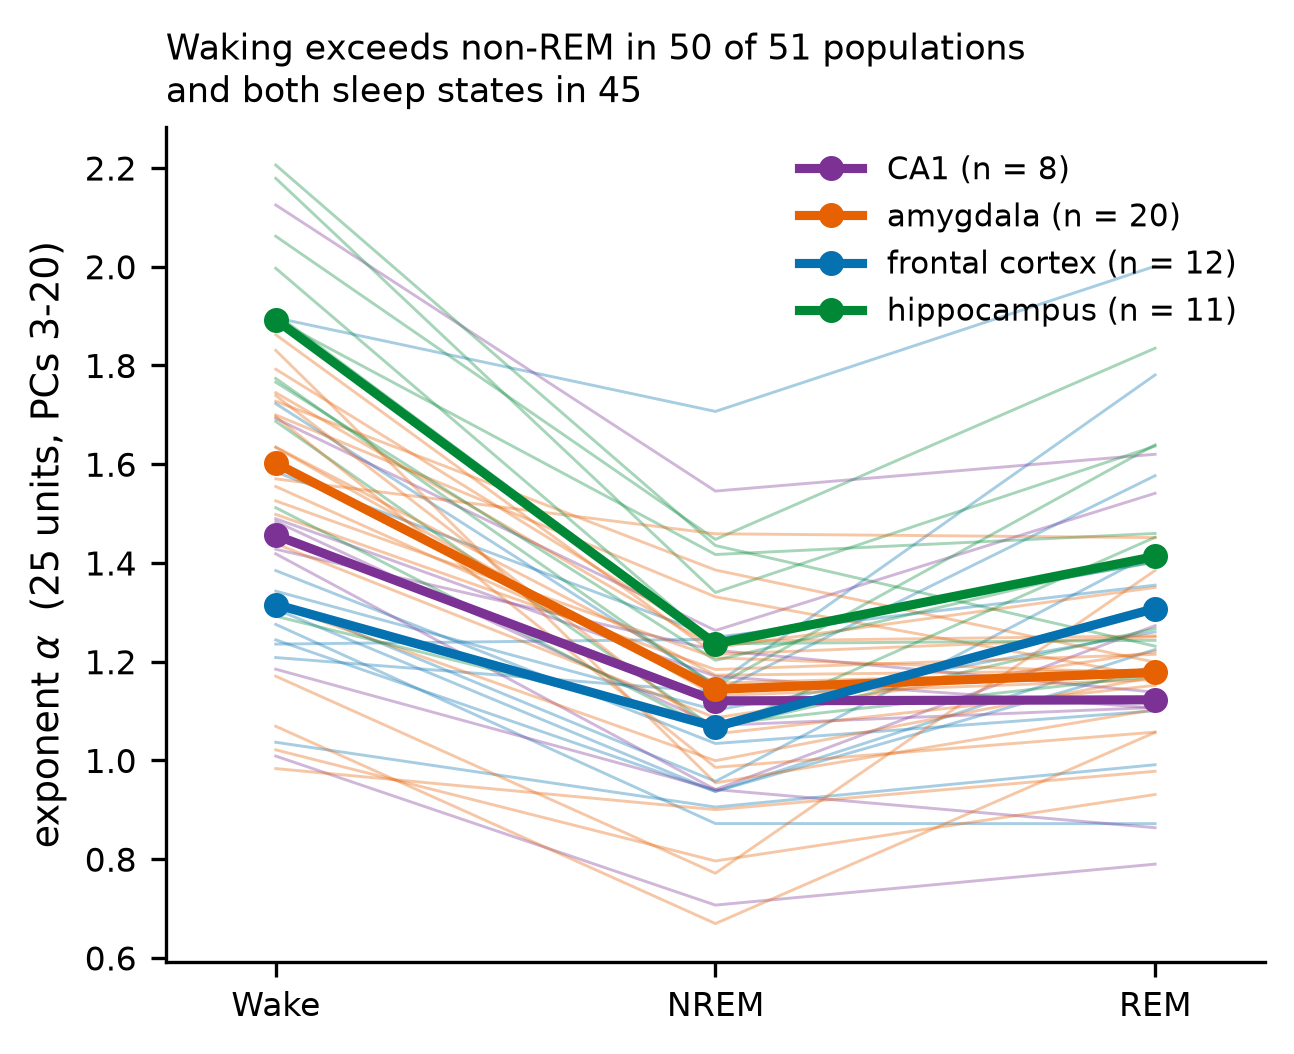 Waking exceeds non-REM in 50 of 51 populations
and both sleep states in 45
CA1 (n = 8)
amygdala (n = 20)
frontal cortex (n = 12)
hippocampus (n = 11)
exponent α (25 units, PCs 3-20)
2.2
2.0
1.8
1.6
1.4
1.2
1.0
0.8
0.6
Wake NREM REM